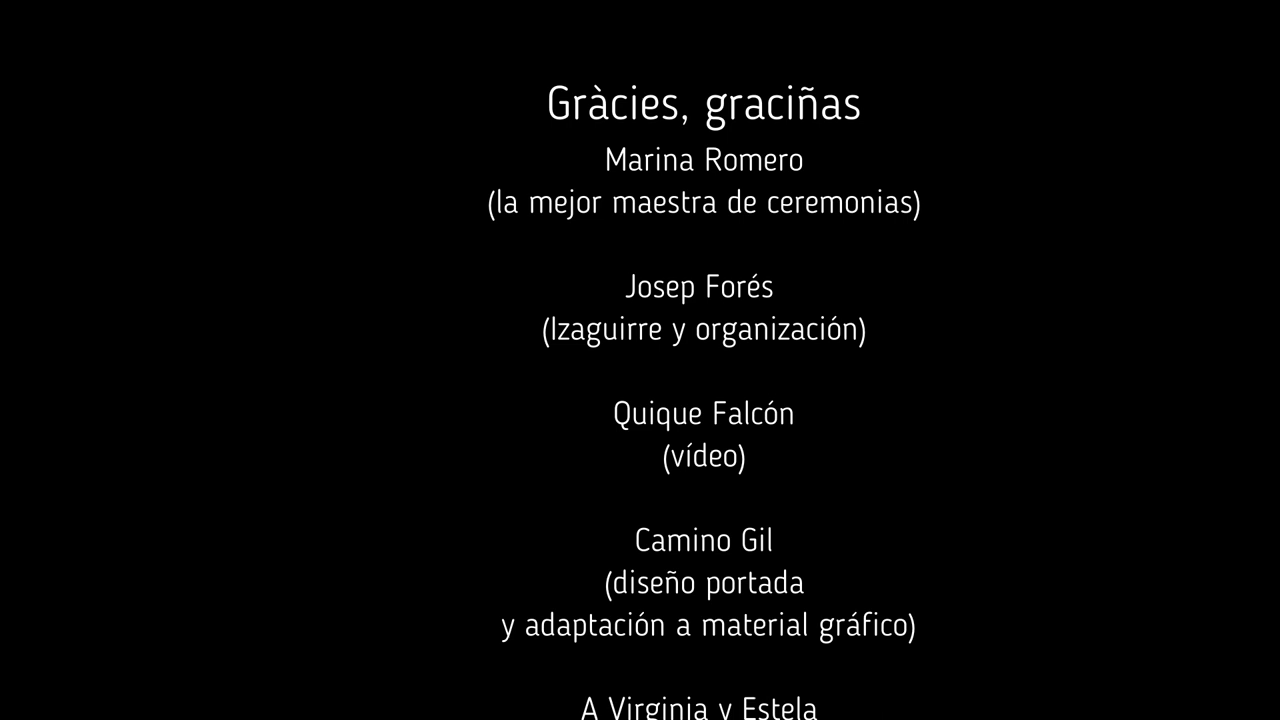 Gràcies, graciñas
Marina Romero
(la mejor maestra de ceremonias)
Josep Forés
(Izaguirre y organización)
Quique Falcón
(vídeo)
Camino Gil
(diseño portada
y adaptación a material gráfico)
A Virginia y Estela